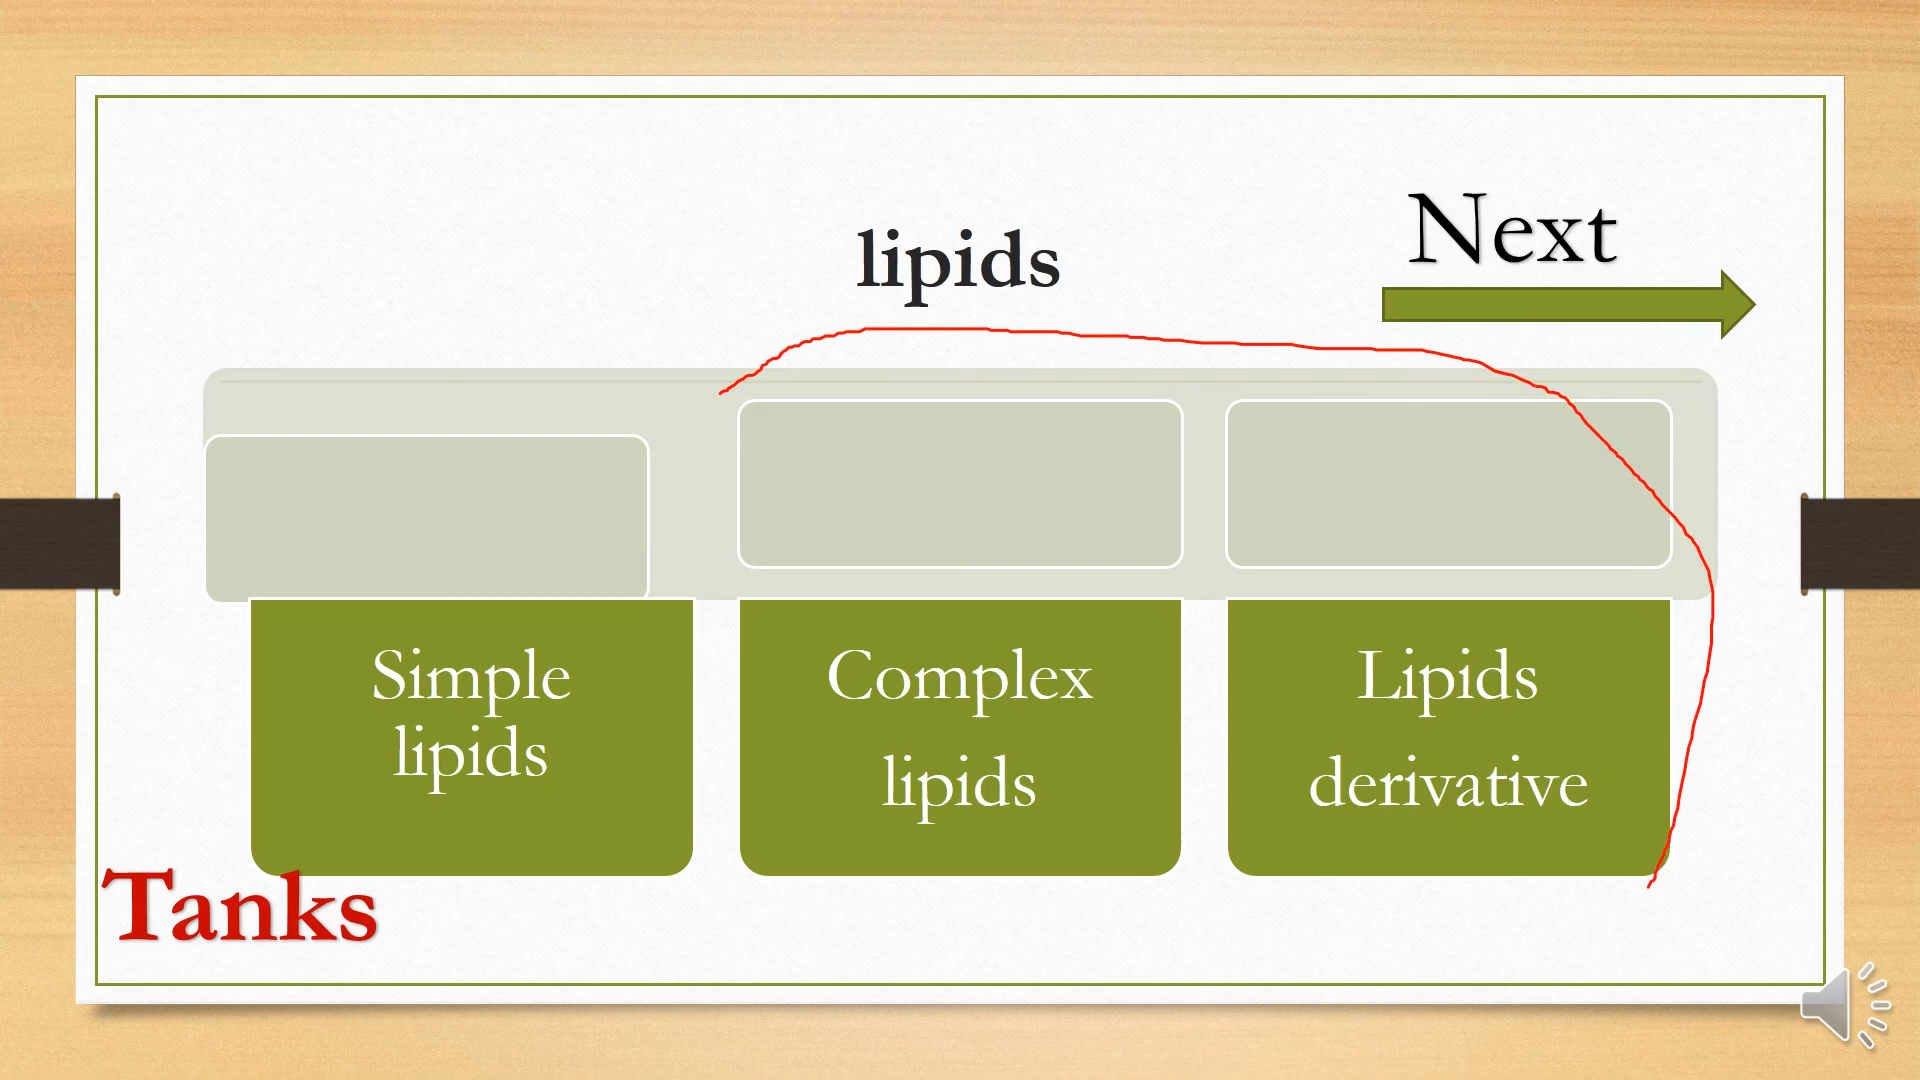 Next
lipids
Simple
lipids
Complex
lipids
Lipids
derivative
Tanks